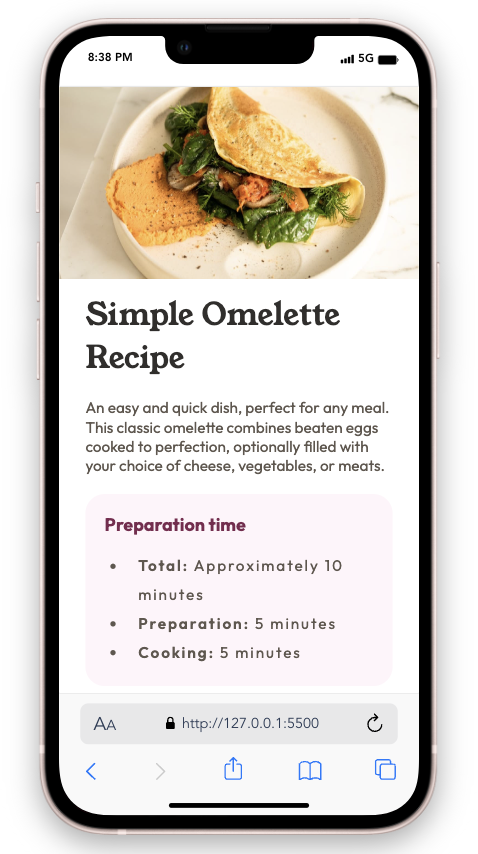 8:38 PM 5G
Simple Omelette
Recipe
An easy and quick dish, perfect for any meal.
This classic omelette combines beaten eggs
cooked to perfection, optionally filled with
your choice of cheese, vegetables, or meats.
Preparation time
• Total: Approximately 10
minutes
• Preparation: 5 minutes
• Cooking: 5 minutes
AA http://127.0.0.1:5500